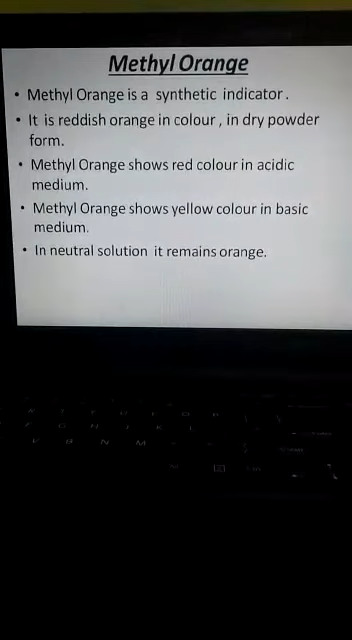 Methyl Orange
• Methyl Orange is a synthetic indicator.
• It is reddish orange in colour, in dry powder
form.
• Methyl Orange shows red colour in acidic
medium.
• Methyl Orange shows yellow colour in basic
medium.
• In neutral solution it remains orange.
V B N M